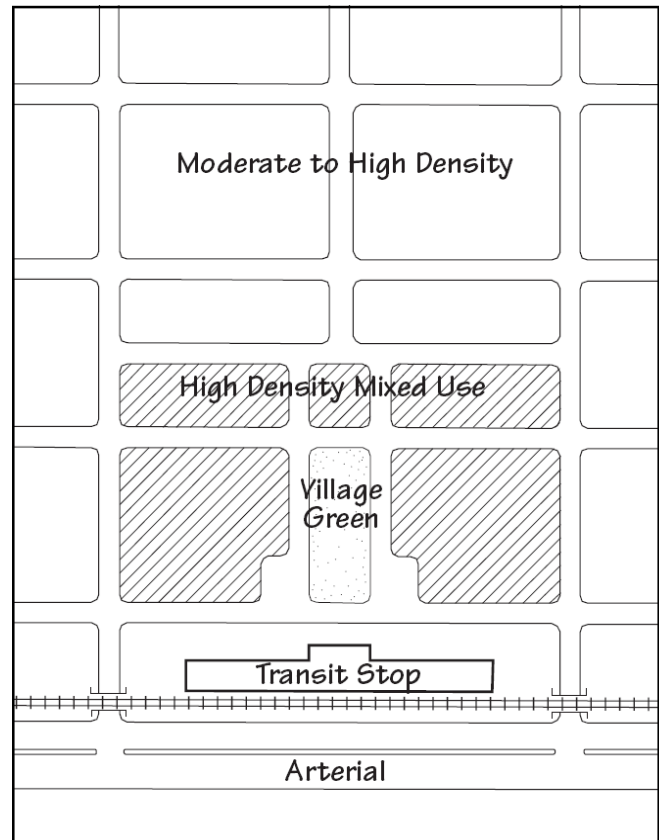 Moderate to High Density
High Density Mixed Use
Village
Green
Transit Stop
Arterial